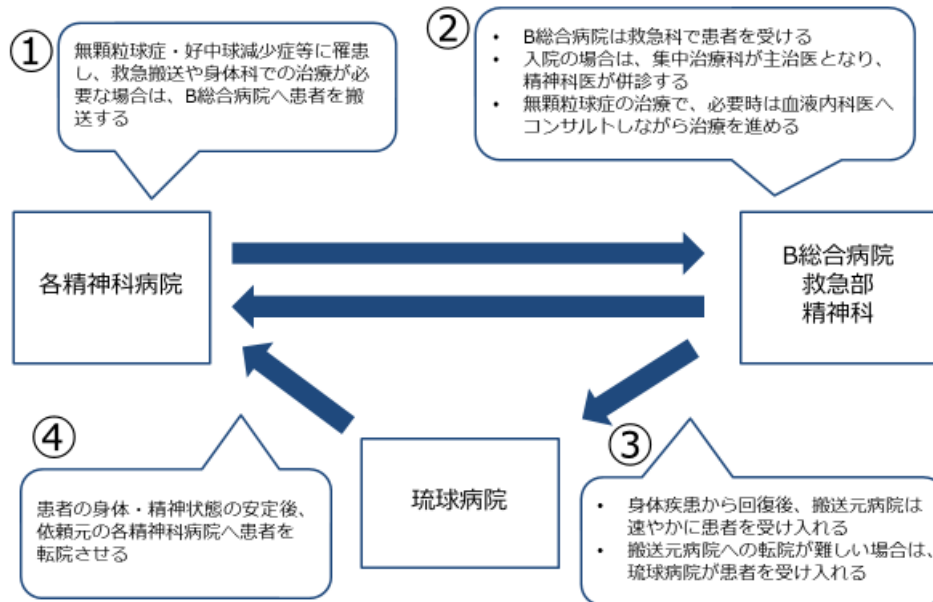 ①
無顆粒球症・好中球減少症等に罹患
し、救急搬送や身体科での治療が必
要な場合は、B総合病院へ患者を搬
送する
②
• B総合病院は救急科で患者を受ける
• 入院の場合は、集中治療科が主治医となり、
精神科医が併診する
• 無顆粒球症の治療で、必要時は血液内科医へ
コンサルトしながら治療を進める
各精神科病院
B総合病院
救急部
精神科
④
患者の身体・精神状態の安定後、
依頼元の各精神科病院へ患者を
転院させる
琉球病院
③
• 身体疾患から回復後、搬送元病院は
速やかに患者を受け入れる
• 搬送元病院への転院が難しい場合は、
琉球病院が患者を受け入れる